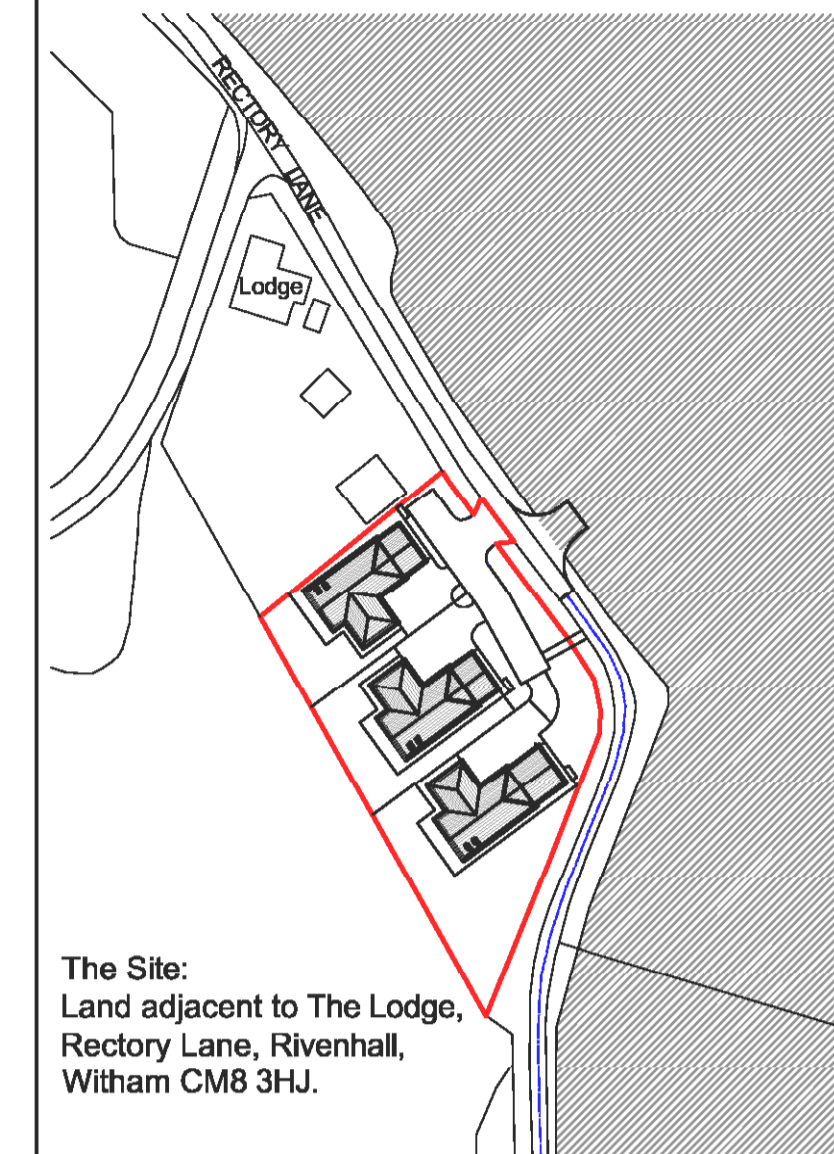 RECTORY LANE
Lodge
The Site:
Land adjacent to The Lodge,
Rectory Lane, Rivenhall,
Witham CM8 3HJ.